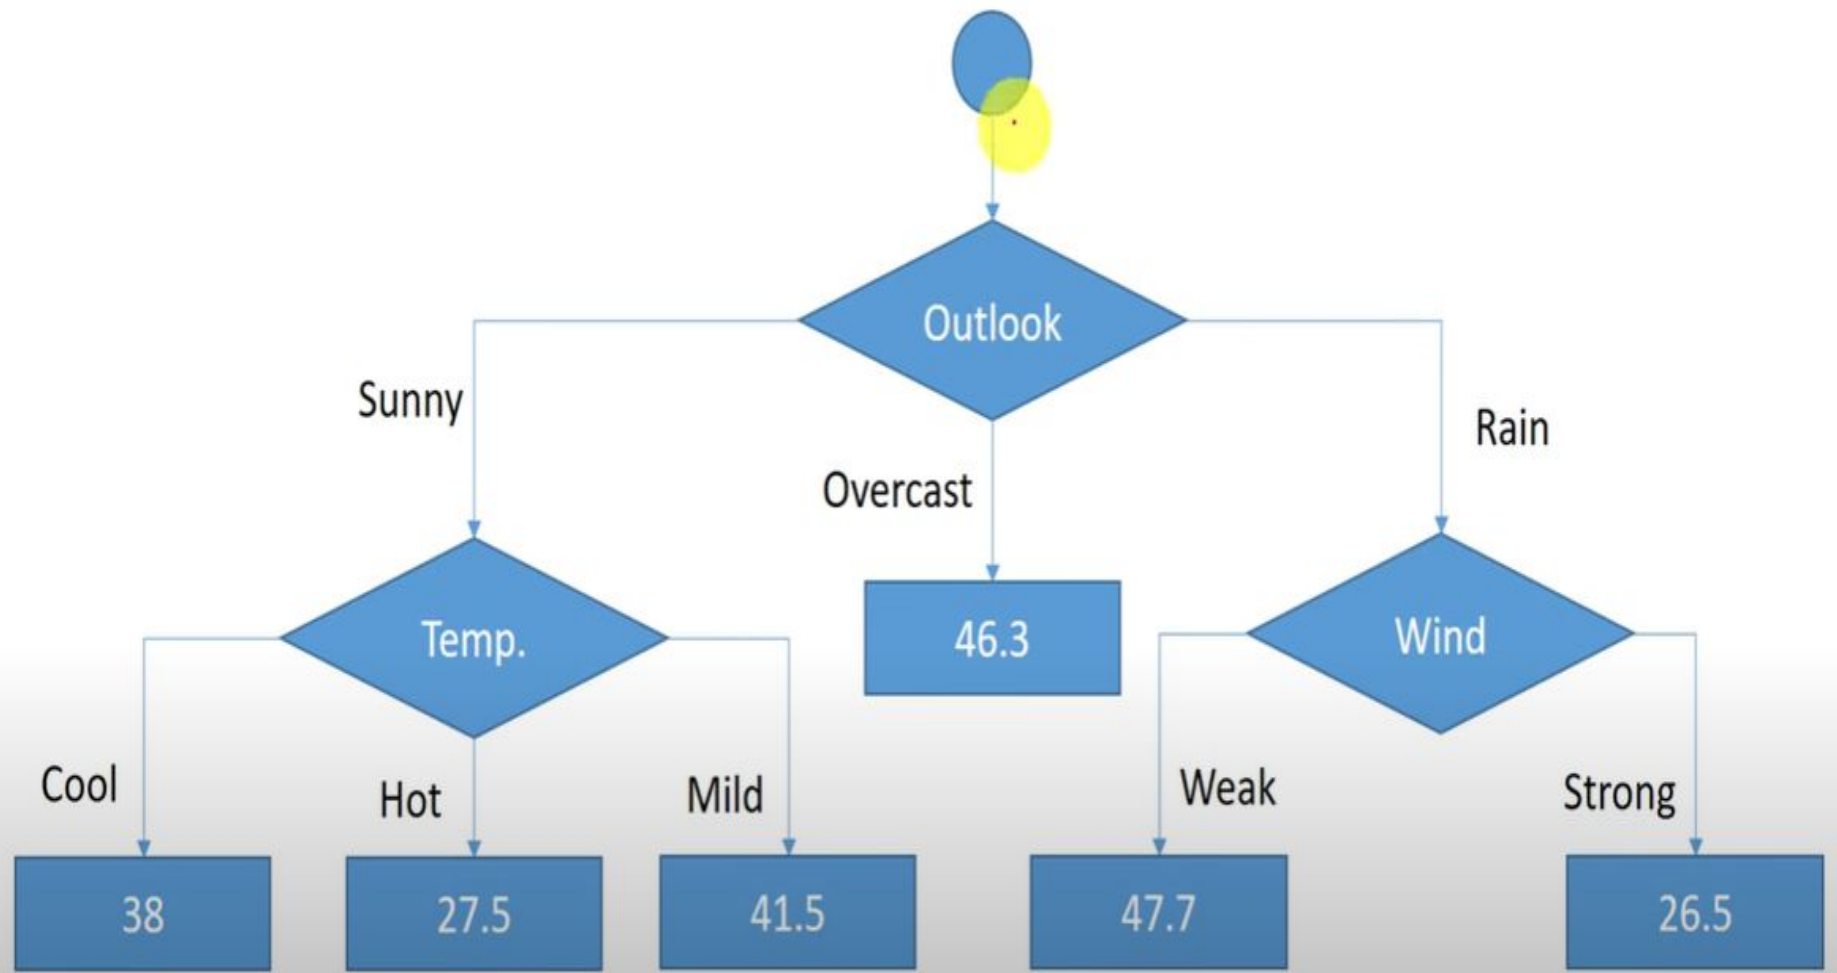 Outlook
Sunny
Rain
Overcast
Temp.
46.3
Wind
Cool
Hot
Mild
Weak
Strong
38
27.5
41.5
47.7
26.5